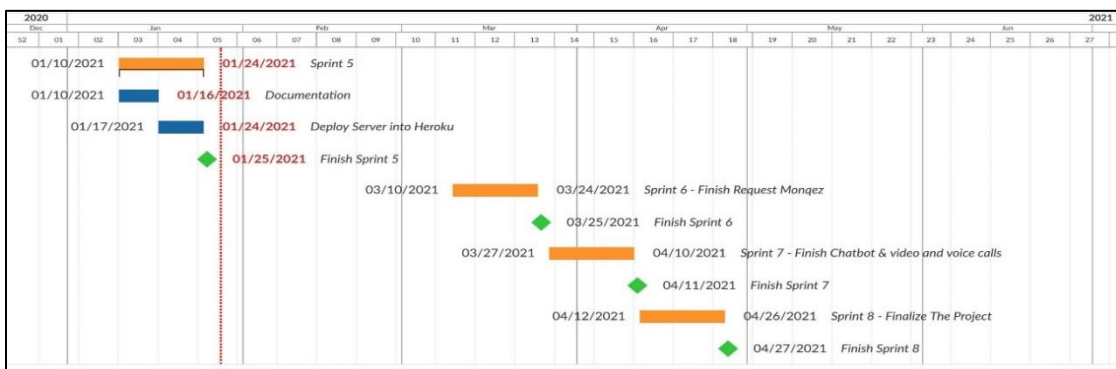 2020 2021
Dec Jan Feb Mar Apr May Jun
52 01 02 03 04 05 06 07 08 09 10 11 12 13 14 15 16 17 18 19 20 21 22 23 24 25 26 27
01/10/2021 01/24/2021 Sprint 5
01/10/2021 01/16/2021 Documentation
01/17/2021 01/24/2021 Deploy Server into Heroku
01/25/2021 Finish Sprint 5
03/10/2021 03/24/2021 Sprint 6 - Finish Request Monqez
03/25/2021 Finish Sprint 6
03/27/2021 04/10/2021 Sprint 7 - Finish Chatbot & video and voice calls
04/11/2021 Finish Sprint 7
04/12/2021 04/26/2021 Sprint 8 - Finalize The Project
04/27/2021 Finish Sprint 8